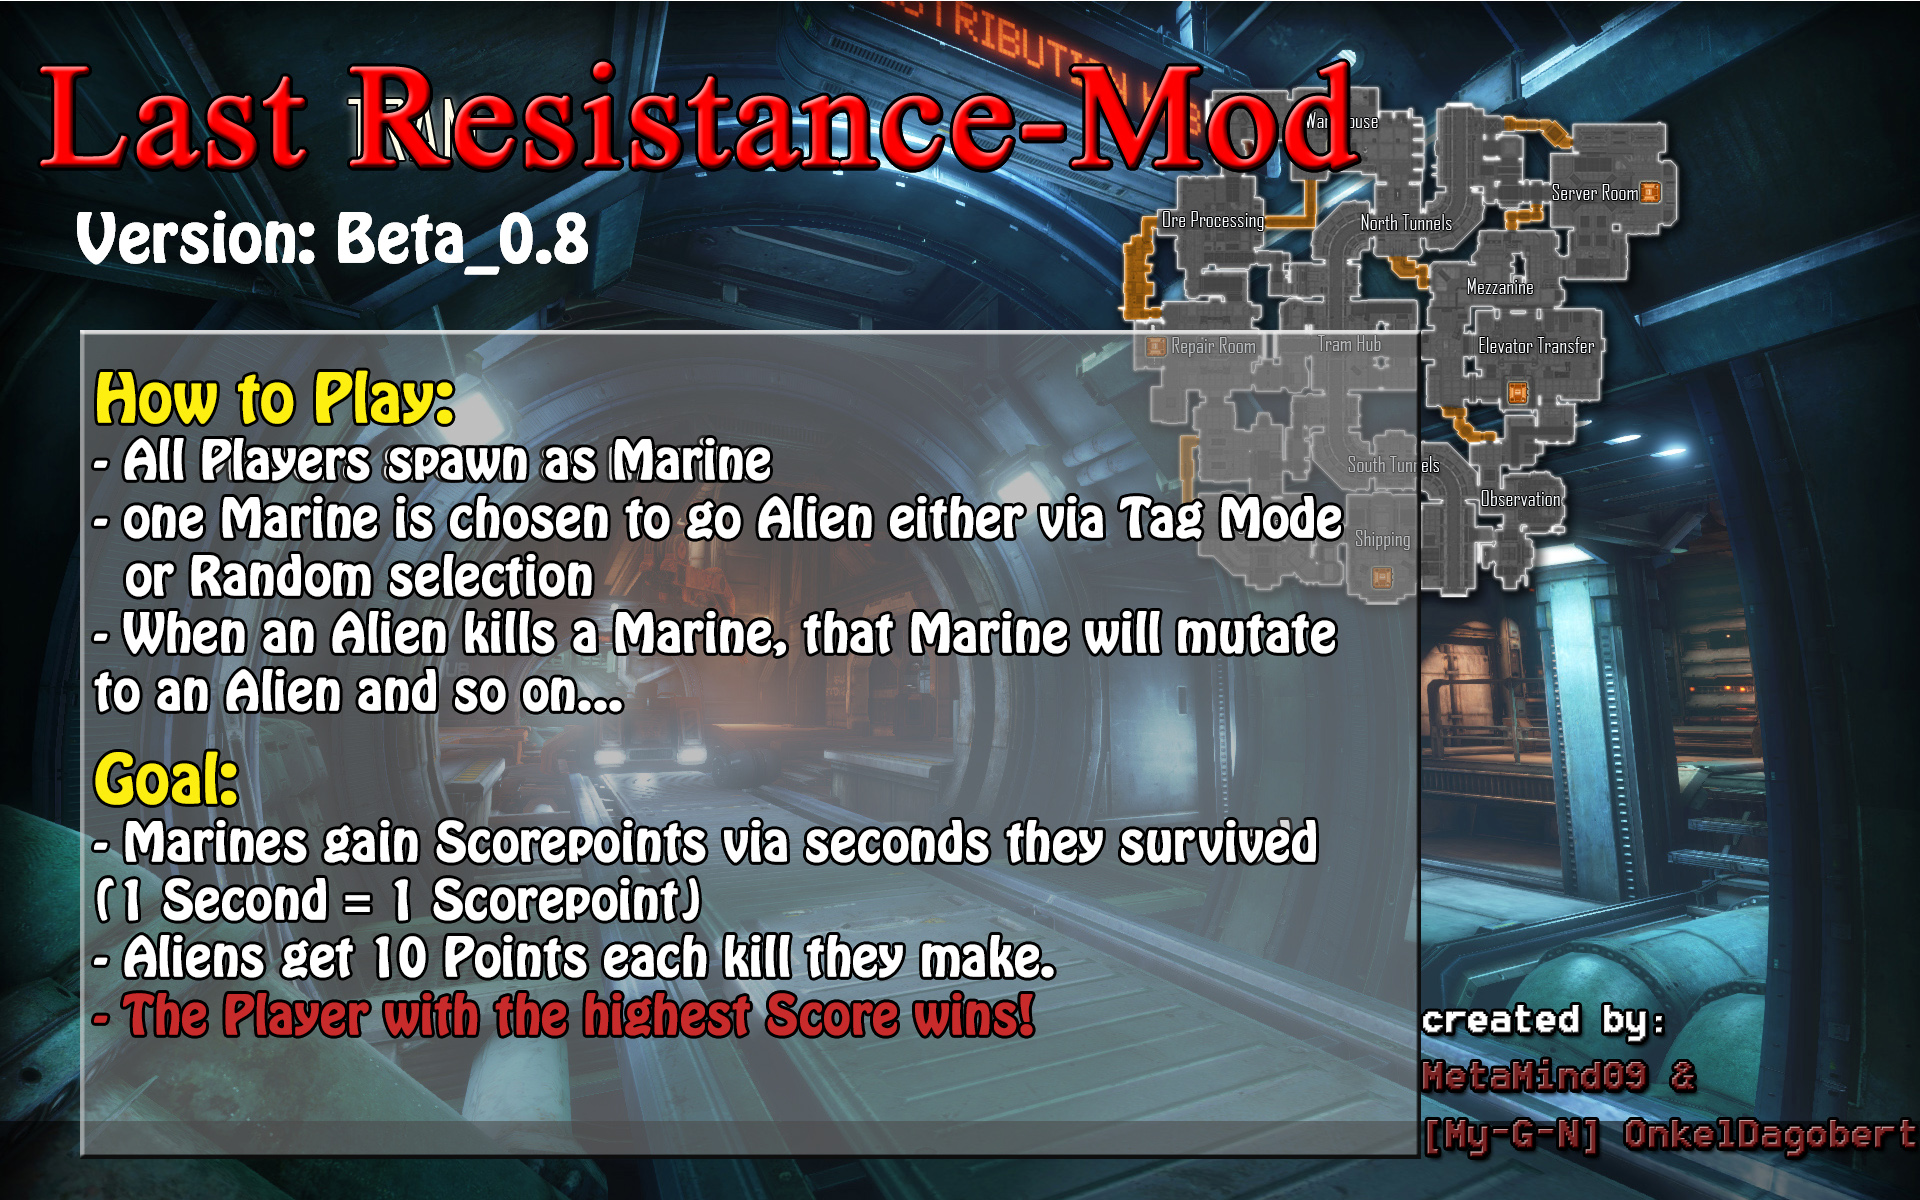 Last Resistance-Mod
Version: Beta_0.8
How to Play:
- All Players spawn as Marine
- one Marine is chosen to go Alien either via Tag Mode
or Random selection
- When an Alien kills a Marine, that Marine will mutate
to an Alien and so on...
Goal:
- Marines gain Scorepoints via seconds they survived
(1 Second = 1 Scorepoint)
- Aliens get 10 Points each kill they make.
- The Player with the highest Score wins!
Ore Processing
North Tunnels
Server Room
Mezzanine
Repair Room
Tram Hub
Elevator Transfer
South Tunnels
Observation
Shipping
created by:
MetaMind09 &
[My-G-N] OnkelDagobert